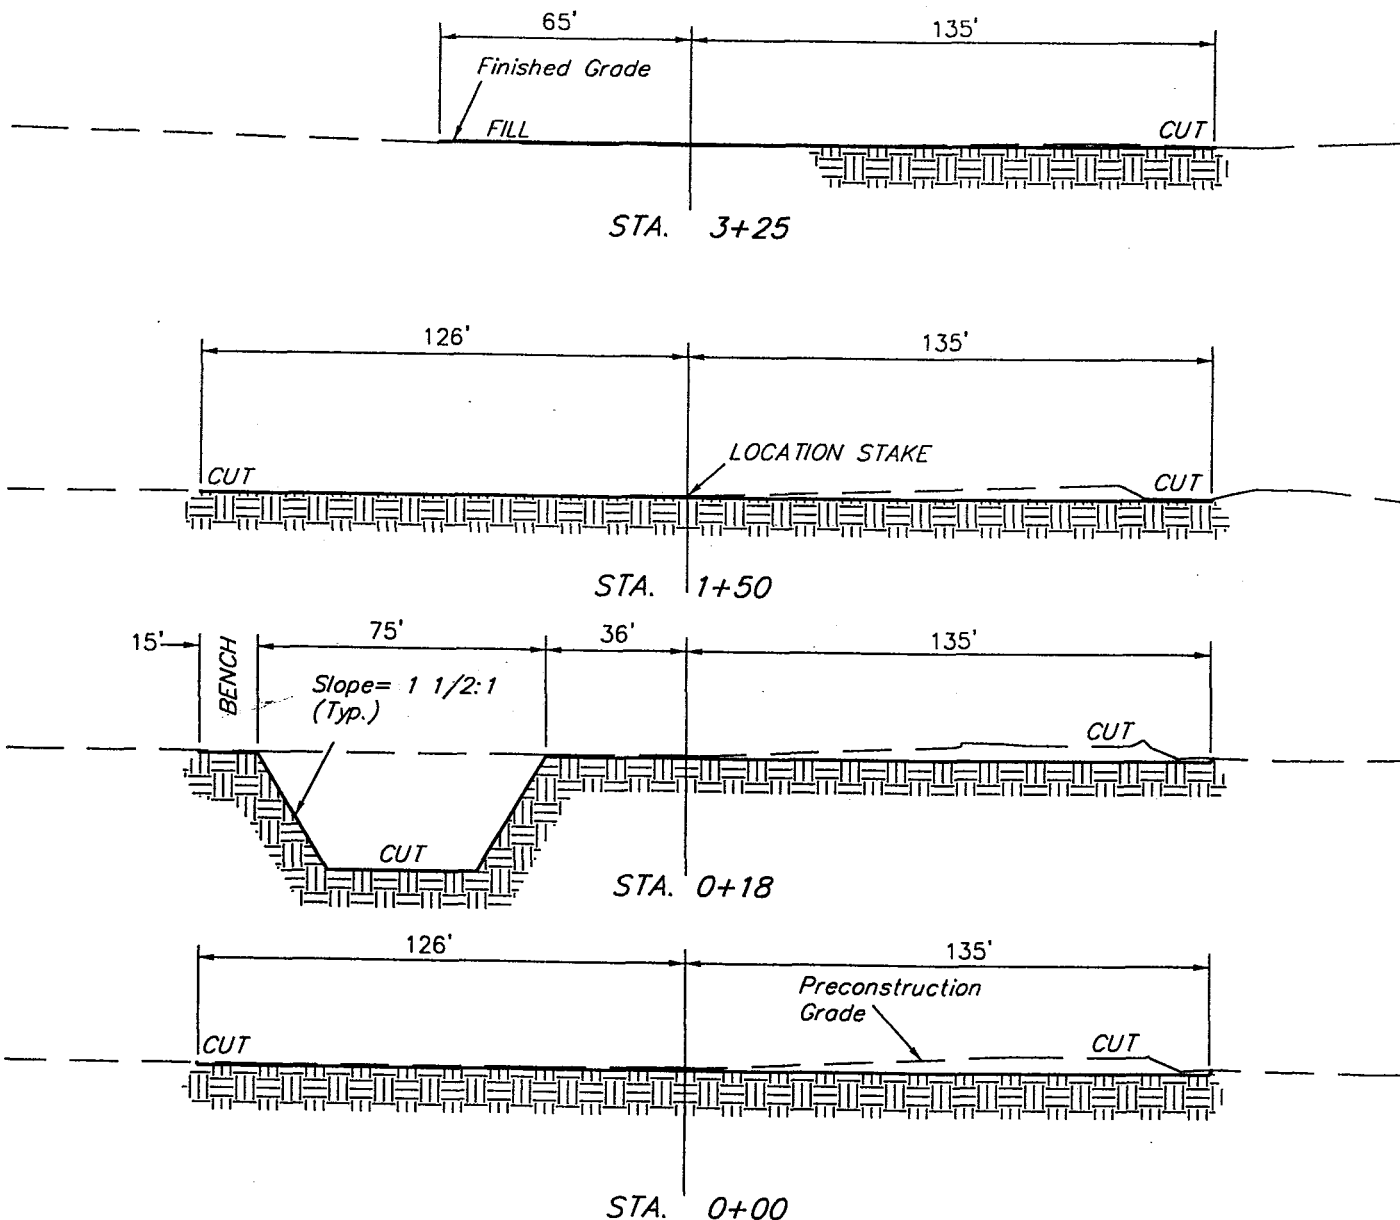 65'
135'
Finished Grade
FILL
CUT
STA. 3+25
126'
135'
LOCATION STAKE
CUT
CUT
STA. 1+50
15'
BENCH
75'
36'
135'
Slope= 1 1/2:1
(Typ.)
CUT
CUT
STA. 0+18
126'
135'
Preconstruction
Grade
CUT
CUT
STA. 0+00